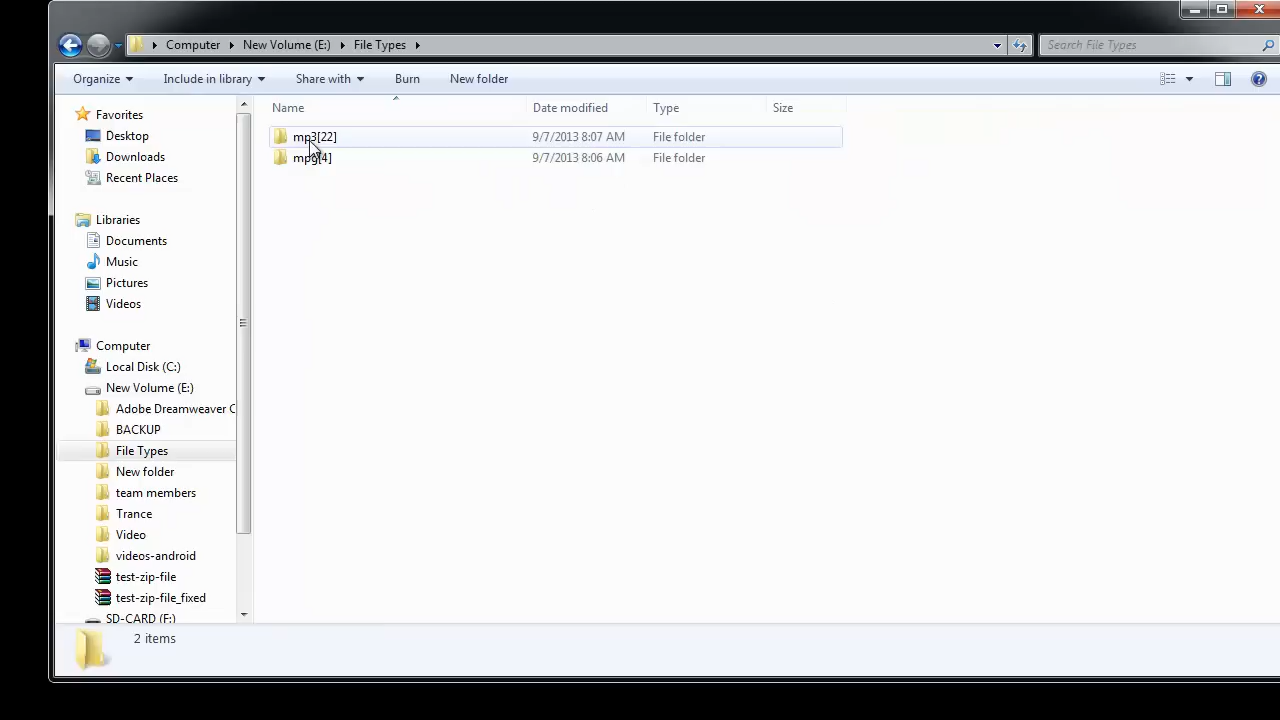 Computer New Volume (E:) File Types
Search File Types
Organize Include in library Share with Burn New folder
Name Date modified Type Size
mp3[22] 9/7/2013 8:07 AM File folder
mpg[4] 9/7/2013 8:06 AM File folder
Favorites
Desktop
Downloads
Recent Places
Libraries
Documents
Music
Pictures
Videos
Computer
Local Disk (C:)
New Volume (E:)
Adobe Dreamweaver C
BACKUP
File Types
New folder
team members
Trance
Video
videos-android
test-zip-file
test-zip-file_fixed
SD-CARD (F:)
2 items